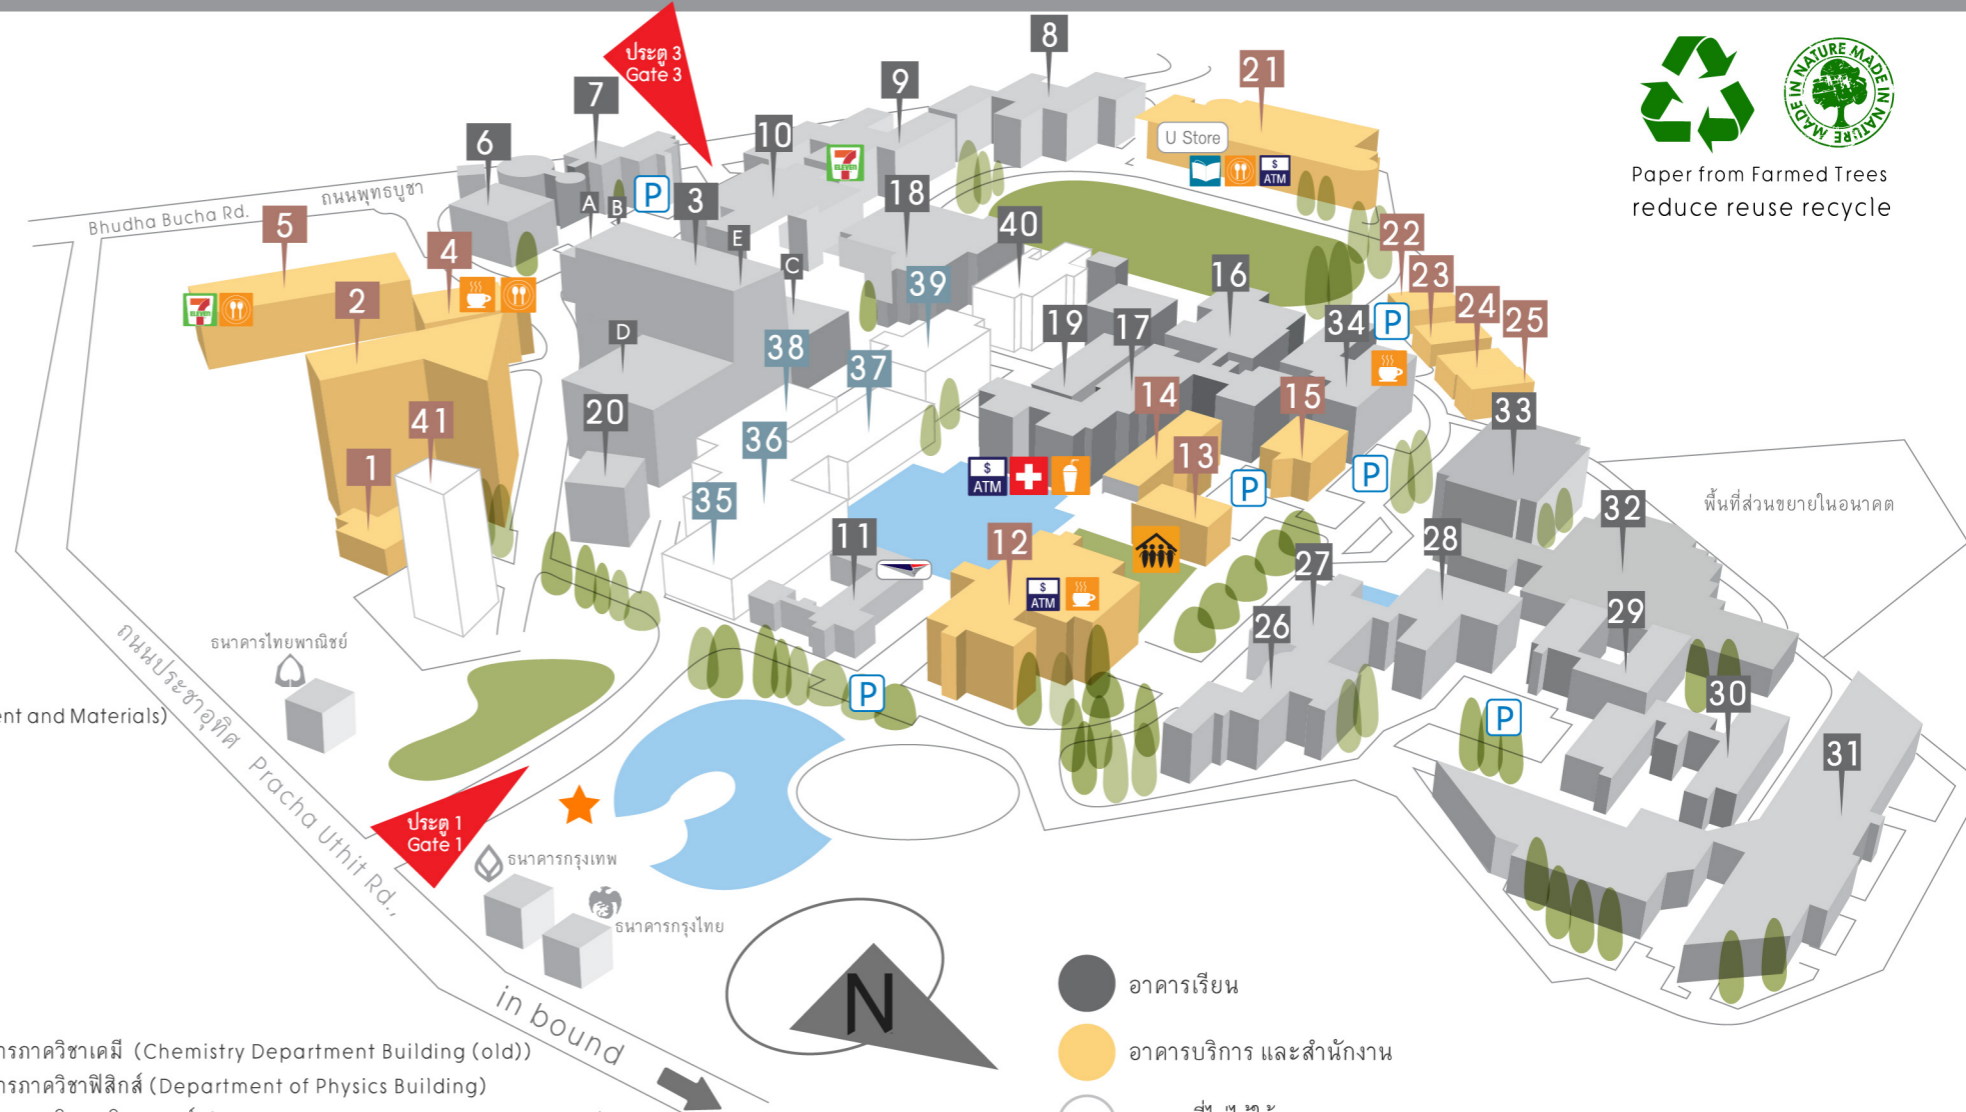 8
ประตู 3
Gate 3
21
9
7
10
6
U Store
$
ATM
MADE IN NATURE MADE IN NATURE
Paper from Farmed Trees
reduce reuse recycle
7
ELEVEN
ถนนพุทธบูชา
Bhudha Bucha Rd.
A
B
P
3
18
5
4
E
40
22
C
16
23
39
2
7
ELEVEN
D
38
37
19
17
34
P
24
25
41
20
36
14
15
33
1
35
$
ATM
13
P
P
พื้นที่ส่วนขยายในอนาคต
32
11
12
28
27
$
ATM
29
26
ธนาคารไทยพาณิชย์
ถนนประชาอุทิศ Pracha Uthit Rd.,
P
P
30
31
ent and Materials)
ประตู 1
Gate 1
ธนาคารกรุงเทพ
ธนาคารกรุงไทย
N
in bound
อาคารเรียน
อาคารบริการ และสำนักงาน
ารภาควิชาเคมี (Chemistry Department Building (old))
ารภาควิชาฟิสิกส์ (Department of Physics Building)